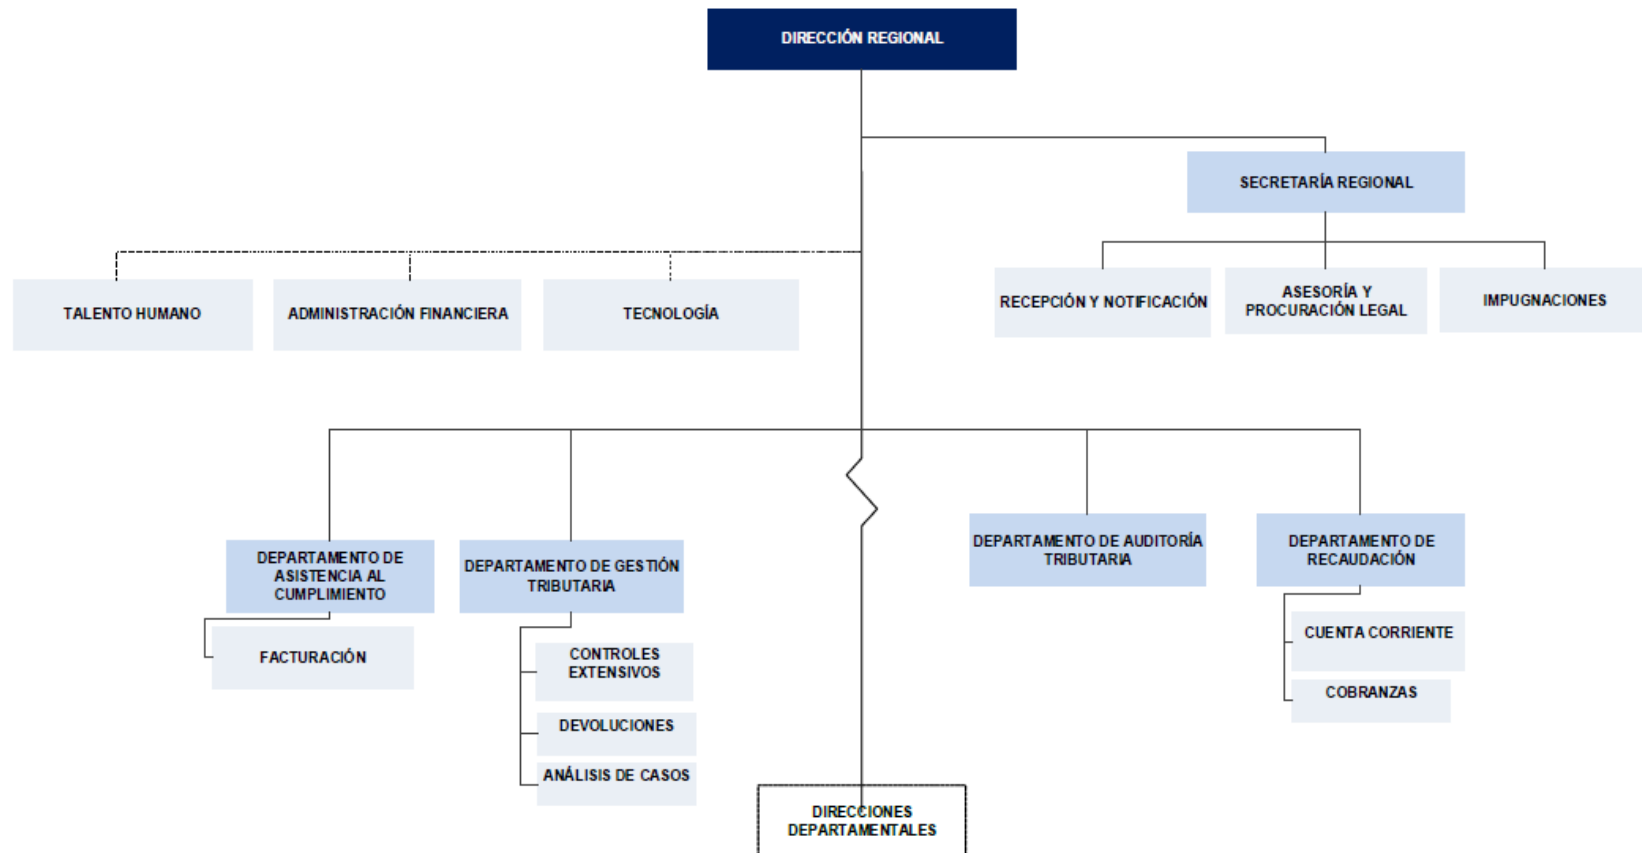 DIRECCIÓN REGIONAL
SECRETARÍA REGIONAL
TALENTO HUMANO
ADMINISTRACIÓN FINANCIERA
TECNOLOGÍA
RECEPCIÓN Y NOTIFICACIÓN
ASESORÍA Y
PROCURACIÓN LEGAL
IMPUGNACIONES
DEPARTAMENTO DE
ASISTENCIA AL
CUMPLIMIENTO
DEPARTAMENTO DE GESTIÓN
TRIBUTARIA
DEPARTAMENTO DE AUDITORÍA
TRIBUTARIA
DEPARTAMENTO DE
RECAUDACIÓN
FACTURACIÓN
CONTROLES
EXTENSIVOS
DEVOLUCIONES
ANÁLISIS DE CASOS
CUENTA CORRIENTE
COBRANZAS
DIRECCIONES
DEPARTAMENTALES